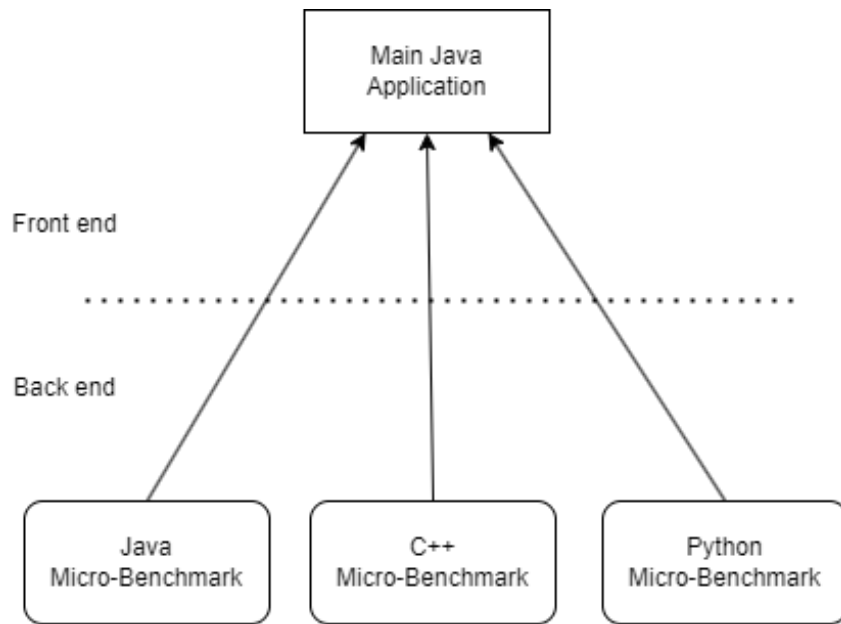 Main Java
Application
Front end
Back end
Java
Micro-Benchmark
C++
Micro-Benchmark
Python
Micro-Benchmark